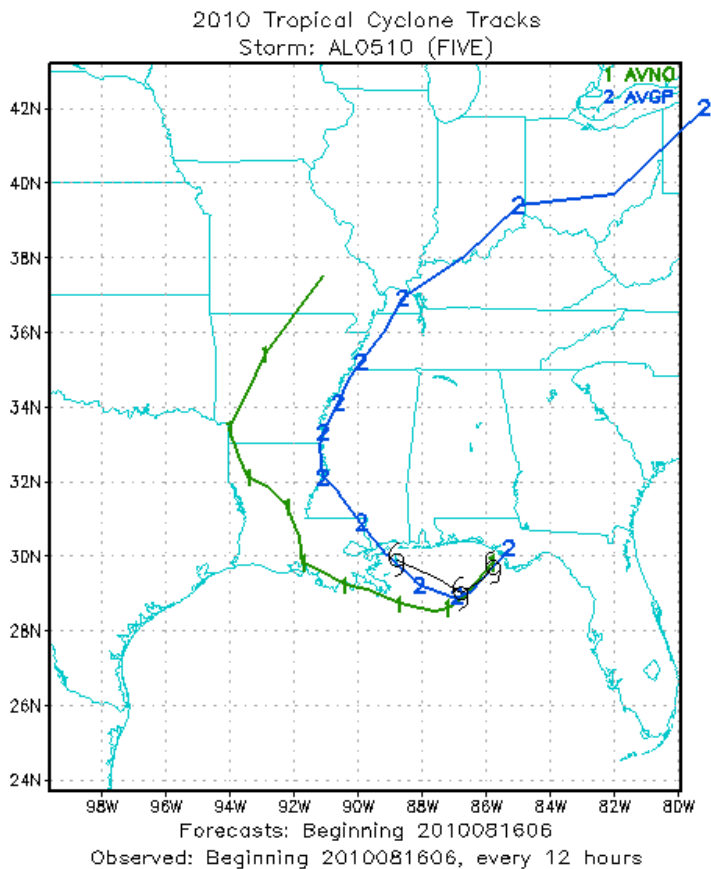 2010 Tropical Cyclone Tracks
Storm: AL0510 (FIVE)
1 AVNO
2 AVGP
42N
40N
38N
36N
34N
32N
30N
28N
26N
24N
98W 96W 94W 92W 90W 88W 86W 84W 82W 80W
Forecasts: Beginning 2010081606
Observed: Beginning 2010081606, every 12 hours